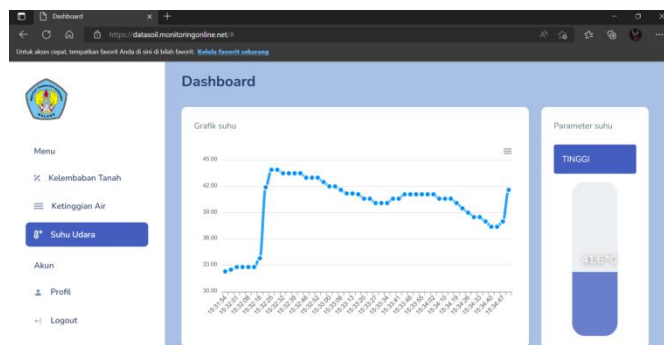 Dashboard
https://datasoil.monitoringonline.net/#
Untuk akses cepat, tempatkan favorit Anda di sini di bilah favorit. Kelola favorit sekarang
Dashboard
Menu
Kelembaban Tanah
Ketinggian Air
Suhu Udara
Akun
Profil
Logout
Grafik suhu
45.00
42.00
39.00
36.00
33.00
30.00
Parameter suhu
TINGGI
41.6°C